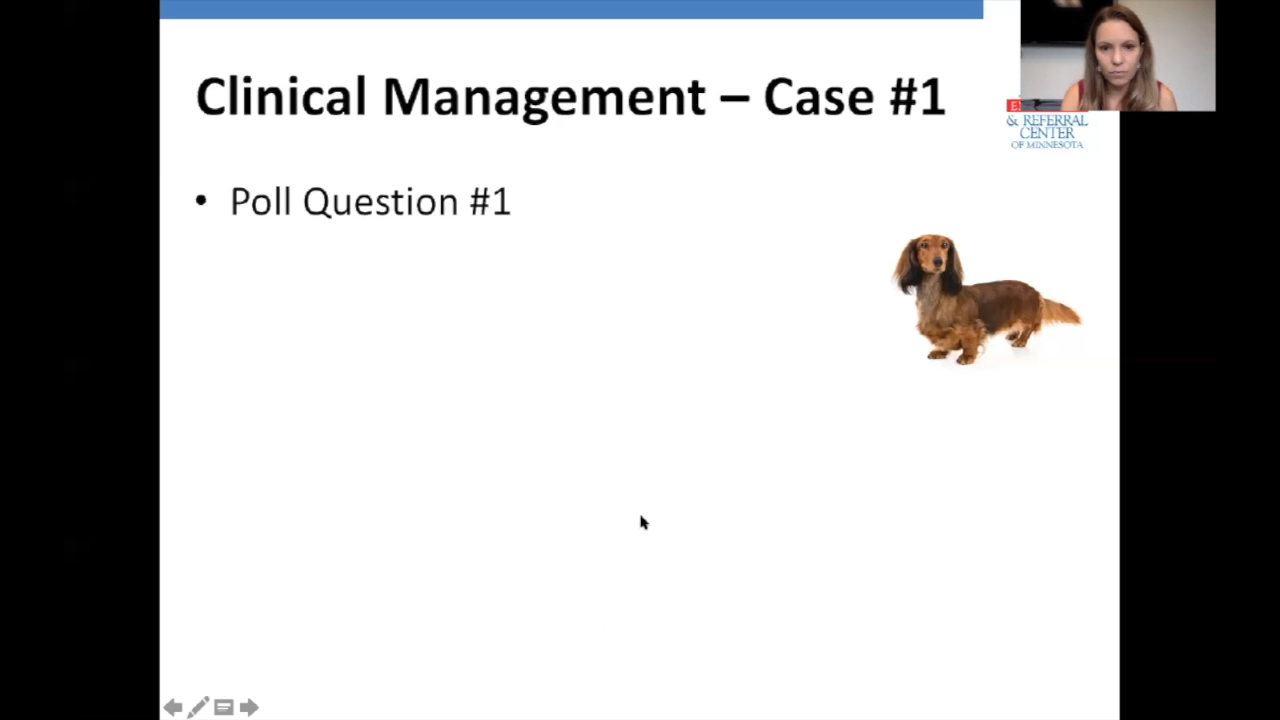 Clinical Management – Case #1
& REFERRAL
CENTER
OF MINNESOTA
• Poll Question #1